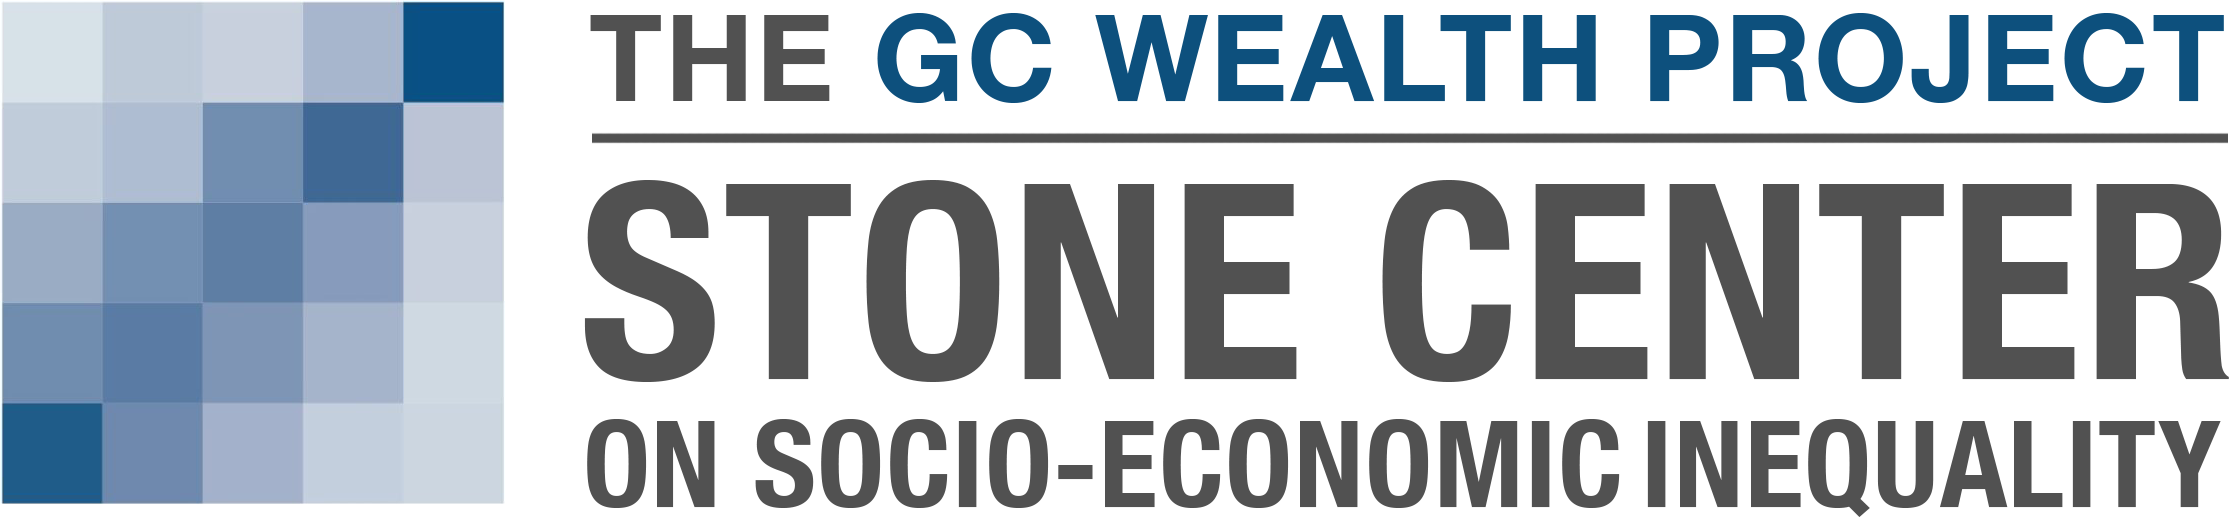 THE GC WEALTH PROJECT
STONE CENTER
ON SOCIO-ECONOMIC INEQUALITY